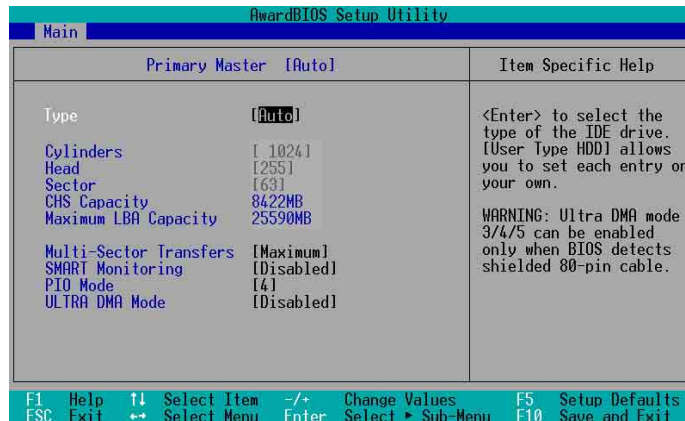 AwardBIOS Setup Utility
Main
Primary Master [Auto]
Item Specific Help
Type [Auto]
Cylinders [ 1024]
Head [255]
Sector [63]
CHS Capacity 8422MB
Maximum LBA Capacity 25590MB
Multi-Sector Transfers [Maximum]
SMART Monitoring [Disabled]
PIO Mode [4]
ULTRA DMA Mode [Disabled]
<Enter> to select the
type of the IDE drive.
[User Type HDD] allows
you to set each entry on
your own.
WARNING: Ultra DMA mode
3/4/5 can be enabled
only when BIOS detects
shielded 80-pin cable.
F1 Help ↑↓ Select Item -/+ Change Values F5 Setup Defaults
ESC Exit ↔ Select Menu Enter Select ► Sub-Menu F10 Save and Exit